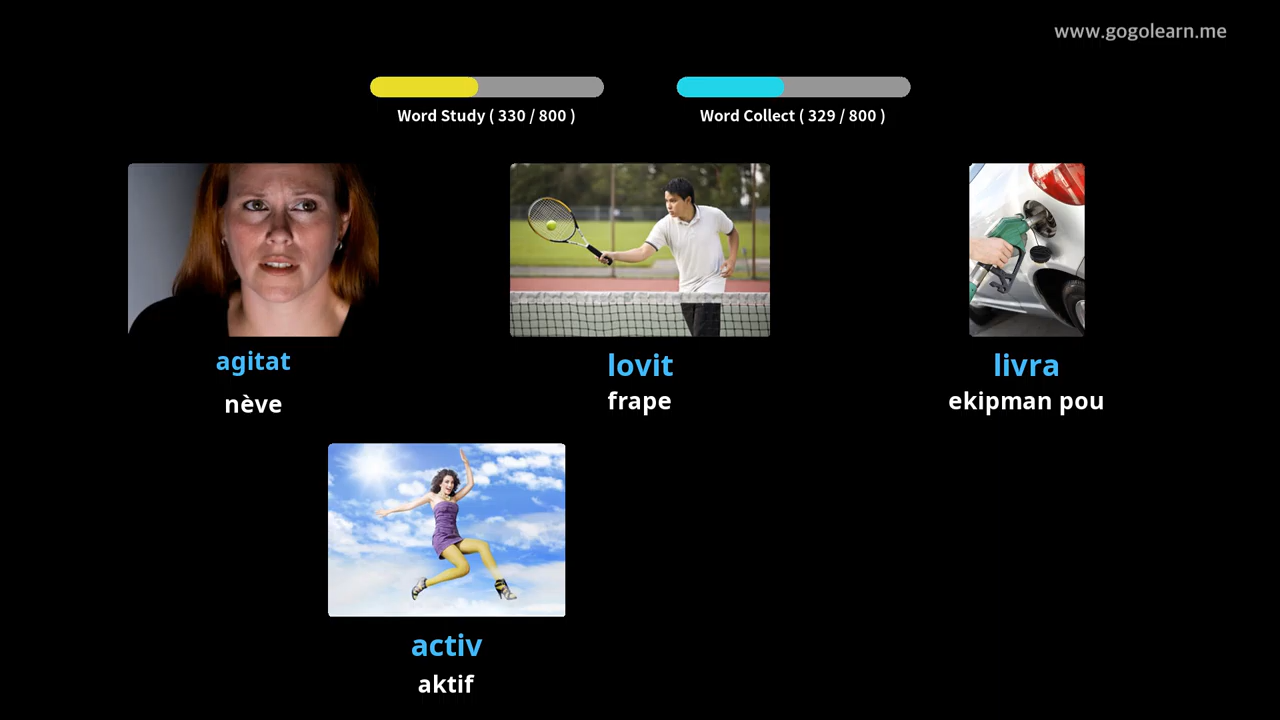 www.gogolearn.me
Word Study ( 330 / 800 )
Word Collect ( 329 / 800 )
agitat
nève
lovit
frape
livra
ekipman pou
activ
aktif